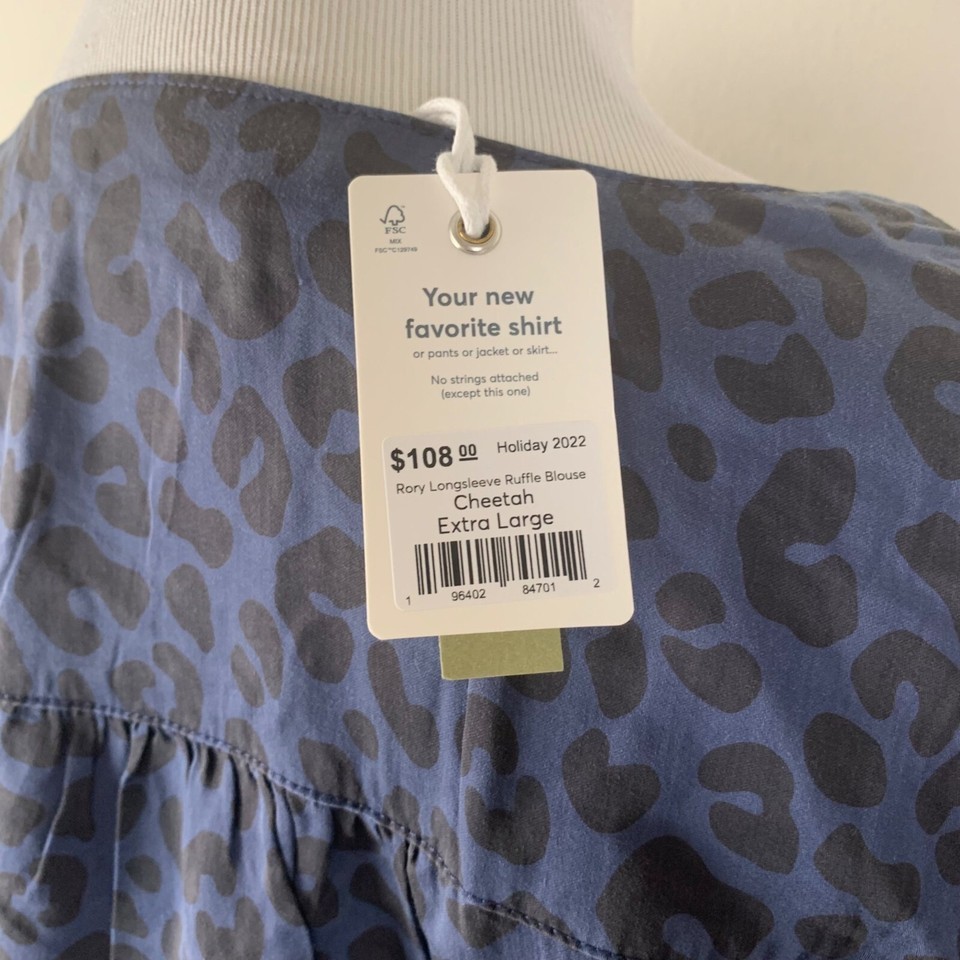 FSC
MIX
FSC™C129749
Your new
favorite shirt
or pants or jacket or skirt...
No strings attached
(except this one)
$108 00 Holiday 2022
Rory Longsleeve Ruffle Blouse
Cheetah
Extra Large
1 96402 84701 2